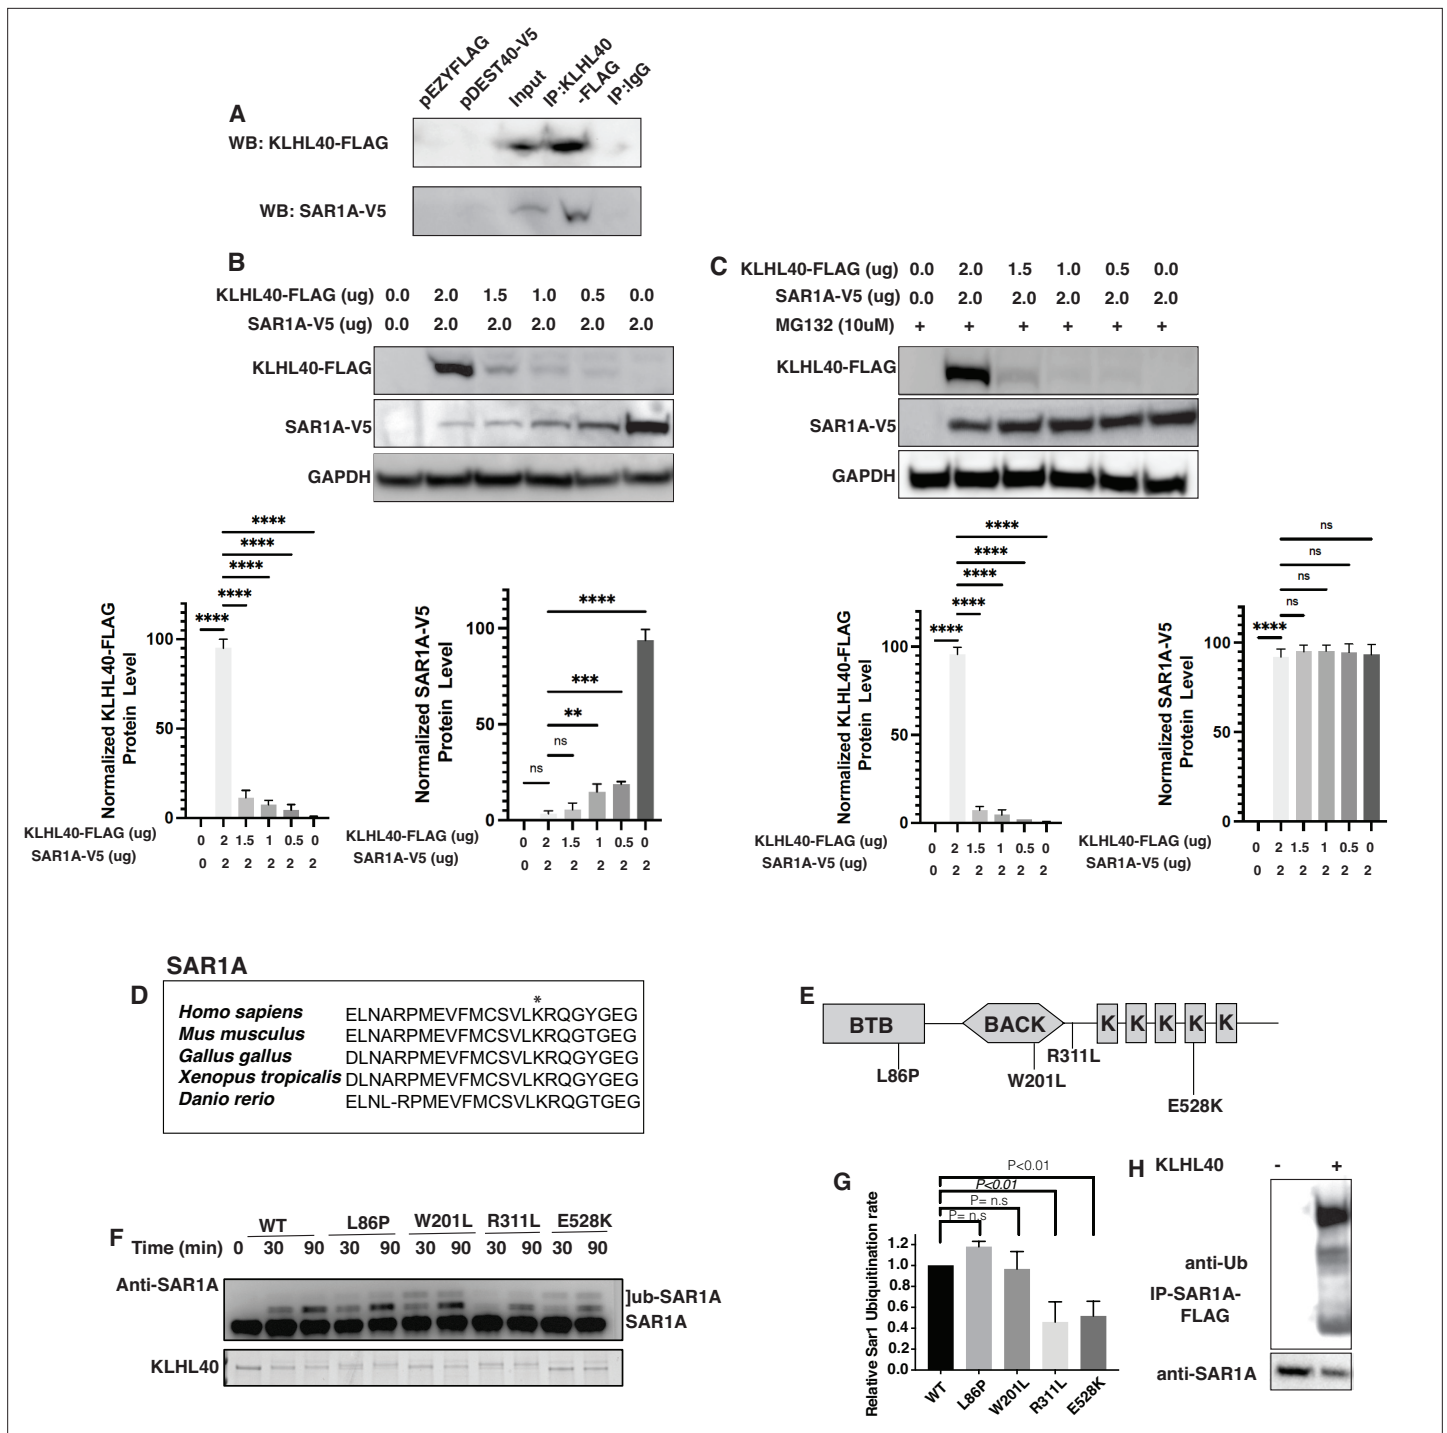 A
pEZYFLAG
pDEST40-V5
Input
IP:KLHL40
-FLAG
IP:IgG
WB: KLHL40-FLAG
WB: SAR1A-V5
B
KLHL40-FLAG (ug) 0.0 2.0 1.5 1.0 0.5 0.0
SAR1A-V5 (ug) 0.0 2.0 2.0 2.0 2.0 2.0
KLHL40-FLAG
SAR1A-V5
GAPDH
**** **** **** **** ****
Normalized KLHL40-FLAG
Protein Level
100
50
0
KLHL40-FLAG (ug) 0 2 1.5 1 0.5 0
SAR1A-V5 (ug) 0 2 2 2 2 2
ns ns ** *** ****
Normalized SAR1A-V5
Protein Level
100
50
0
KLHL40-FLAG (ug) 0 2 1.5 1 0.5 0
SAR1A-V5 (ug) 0 2 2 2 2 2
C
KLHL40-FLAG (ug) 0.0 2.0 1.5 1.0 0.5 0.0
SAR1A-V5 (ug) 0.0 2.0 2.0 2.0 2.0 2.0
MG132 (10uM) + + + + + +
KLHL40-FLAG
SAR1A-V5
GAPDH
**** **** **** **** ****
Normalized KLHL40-FLAG
Protein Level
100
50
0
KLHL40-FLAG (ug) 0 2 1.5 1 0.5 0
SAR1A-V5 (ug) 0 2 2 2 2 2
**** ns ns ns ns
Normalized SAR1A-V5
Protein Level
100
50
0
KLHL40-FLAG (ug) 0 2 1.5 1 0.5 0
SAR1A-V5 (ug) 0 2 2 2 2 2
D
SAR1A
*
Homo sapiens ELNARPMEVFMCSVLKRQGYGEG
Mus musculus ELNARPMEVFMCSVLKRQGTGEG
Gallus gallus DLNARPMEVFMCSVLKRQGYGEG
Xenopus tropicalis DLNARPMEVFMCSVLKRQGYGEG
Danio rerio ELNL-RPMEVFMCSVLKRQGTGEG
E
BTB BACK K K K K K
L86P
W201L
R311L
E528K
F
WT L86P W201L R311L E528K
Time (min) 0 30 90 30 90 30 90 30 90 30 90
Anti-SAR1A
]ub-SAR1A
SAR1A
KLHL40
G
P<0.01
P<0.01
P= n.s
P= n.s
Relative Sar1 Ubiquitination rate
1.2
1.0
0.8
0.6
0.4
0.2
0.0
WT L86P W201L R311L E528K
H
KLHL40 - +
anti-Ub
IP-SAR1A-
FLAG
anti-SAR1A